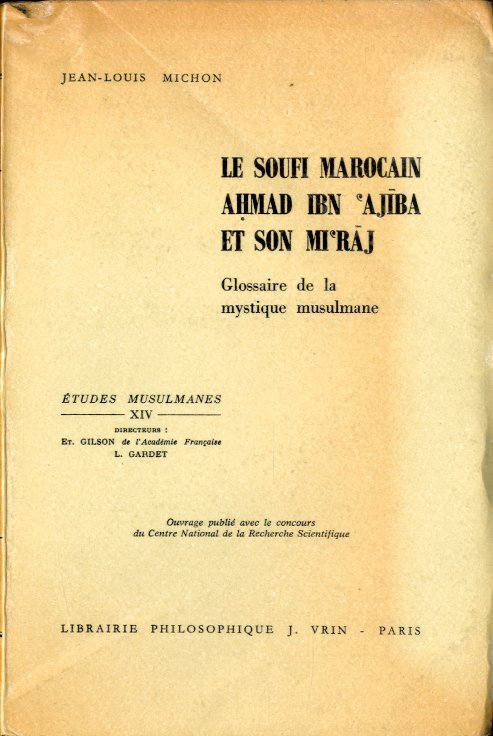 JEAN-LOUIS MICHON
LE SOUFI MAROCAIN
AḤMAD IBN ʿAJĪBA
ET SON MIʿRĀJ
Glossaire de la
mystique musulmane
ÉTUDES MUSULMANES
XIV
DIRECTEURS :
ET. GILSON de l'Académie Française
L. GARDET
Ouvrage publié avec le concours
du Centre National de la Recherche Scientifique
LIBRAIRIE PHILOSOPHIQUE J. VRIN - PARIS